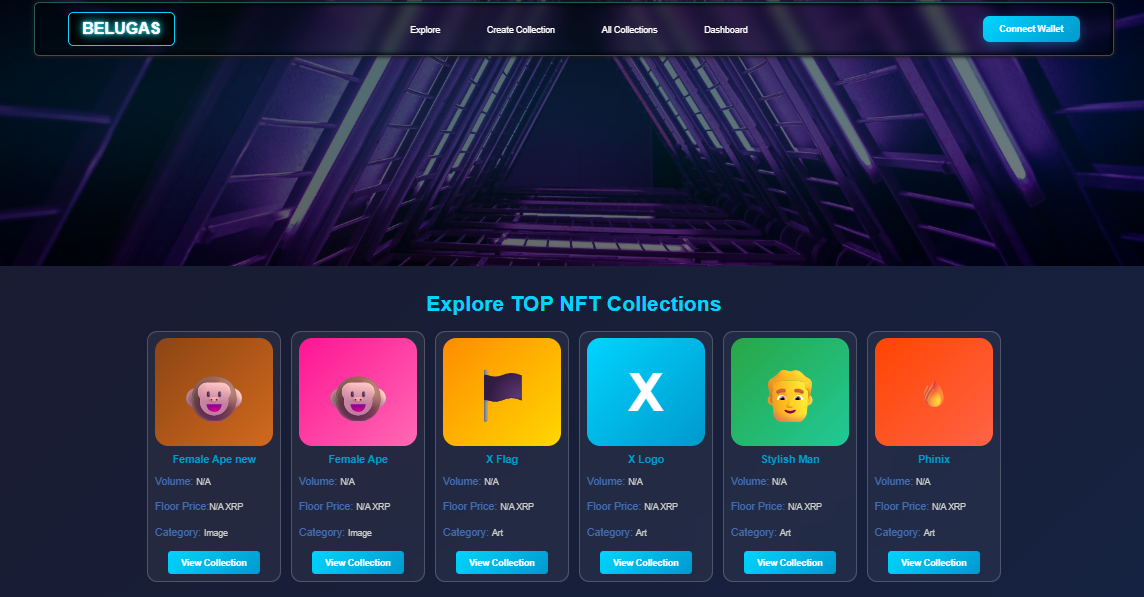 BELUGAS
Explore
Create Collection
All Collections
Dashboard
Connect Wallet
Explore TOP NFT Collections
Female Ape new
Volume: N/A
Floor Price:N/A XRP
Category: Image
View Collection
Female Ape
Volume: N/A
Floor Price: N/A XRP
Category: Image
View Collection
X Flag
Volume: N/A
Floor Price: N/A XRP
Category: Art
View Collection
X
X Logo
Volume: N/A
Floor Price: N/A XRP
Category: Art
View Collection
Stylish Man
Volume: N/A
Floor Price: N/A XRP
Category: Art
View Collection
Phinix
Volume: N/A
Floor Price: N/A XRP
Category: Art
View Collection